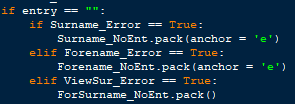 if entry == "":
    if Surname_Error == True:
        Surname_NoEnt.pack(anchor = 'e')
    elif Forename_Error == True:
        Forename_NoEnt.pack(anchor = 'e')
    elif ViewSur_Error == True:
        ForSurname_NoEnt.pack()